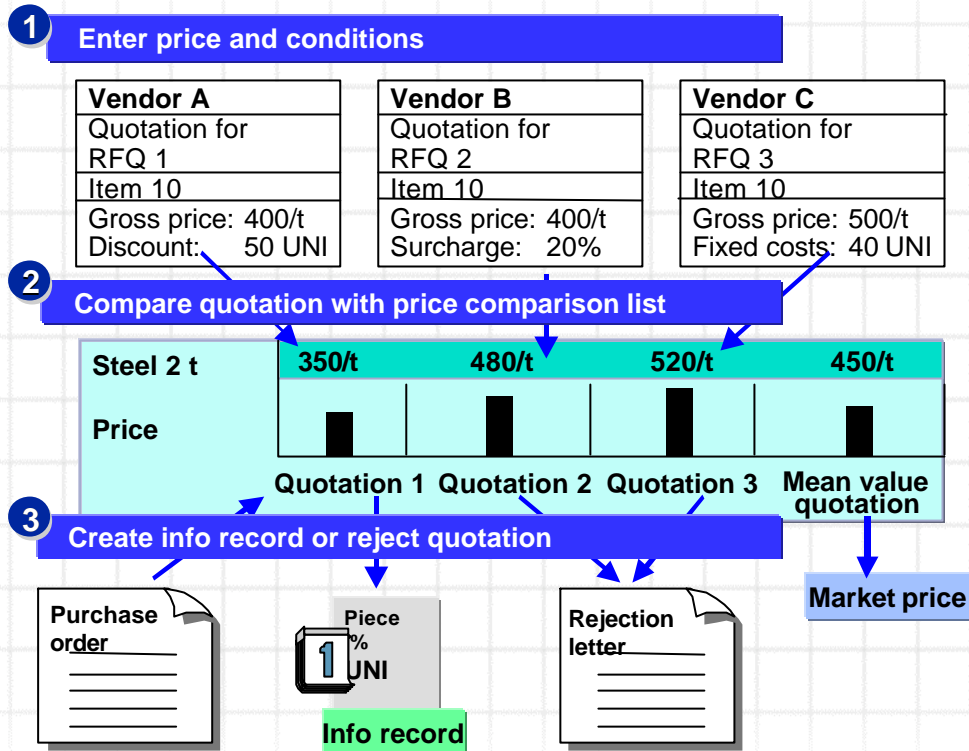 1
Enter price and conditions
Vendor A
Quotation for
RFQ 1
Item 10
Gross price: 400/t
Discount: 50 UNI
Vendor B
Quotation for
RFQ 2
Item 10
Gross price: 400/t
Surcharge: 20%
Vendor C
Quotation for
RFQ 3
Item 10
Gross price: 500/t
Fixed costs: 40 UNI
2
Compare quotation with price comparison list
Steel 2 t
350/t 480/t 520/t 450/t
Price
Quotation 1 Quotation 2 Quotation 3 Mean value
quotation
3
Create info record or reject quotation
Market price
Purchase
order
Piece
%
UNI
1
Info record
Rejection
letter